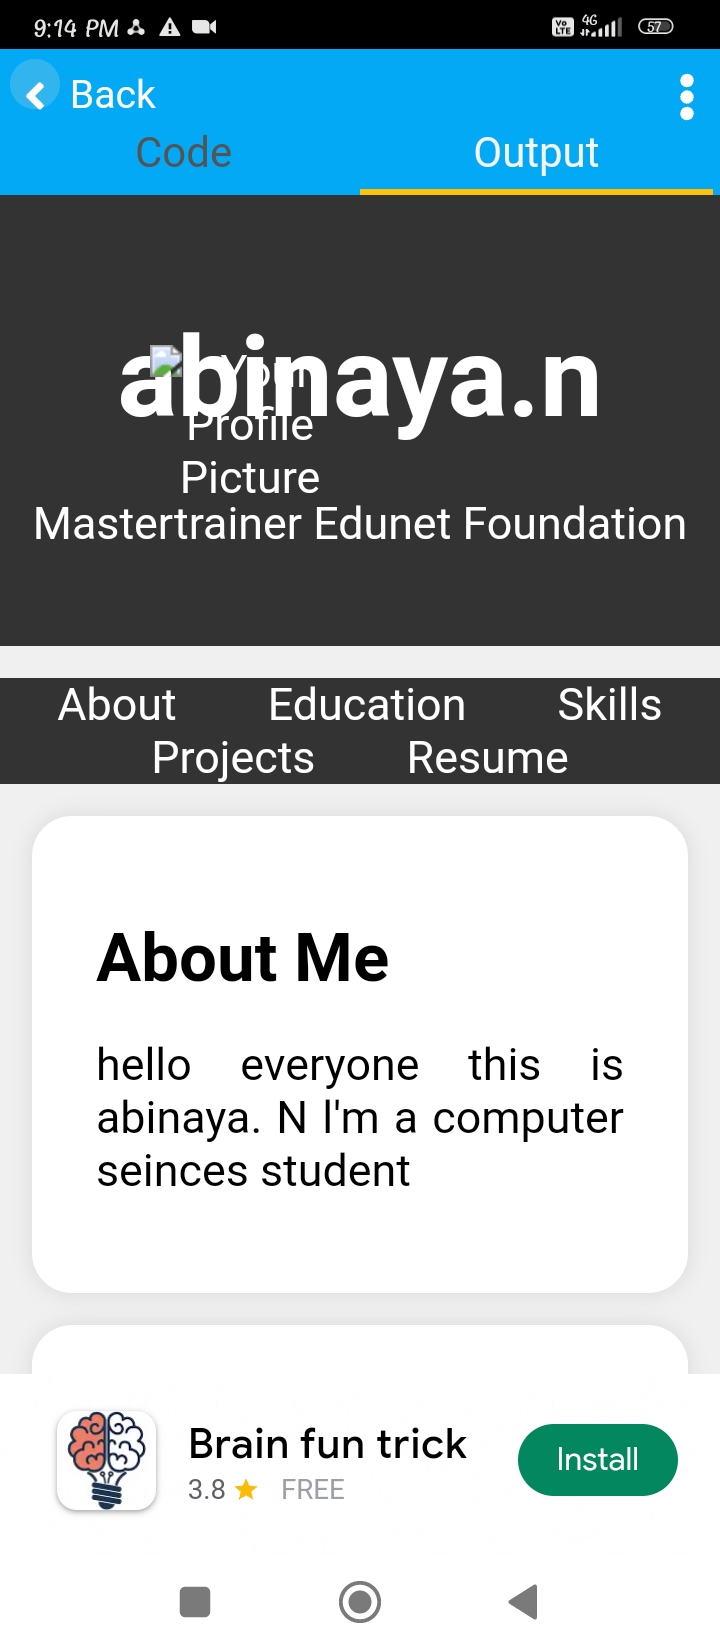 9:14 PM Vo LTE 4G 57
Back
Code Output
abinaya.n
Your
Profile
Picture
Mastertrainer Edunet Foundation
About Education Skills
Projects Resume
About Me
hello everyone this is
abinaya. N I'm a computer
seinces student
Brain fun trick
3.8 ★ FREE
Install